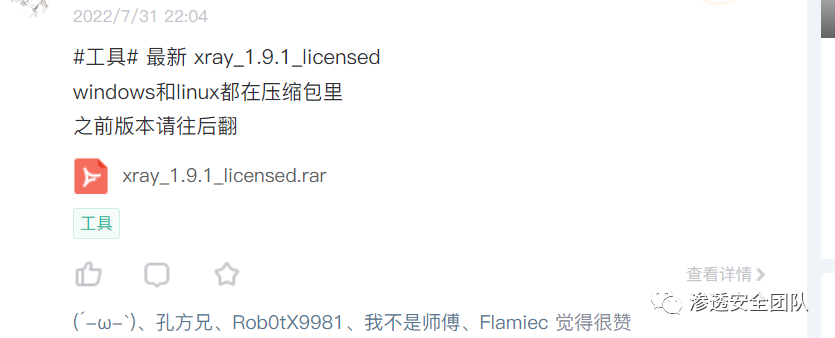 2022/7/31 22:04
#工具# 最新 xray_1.9.1_licensed
windows和linux都在压缩包里
之前版本请往后翻
xray_1.9.1_licensed.rar
工具
查看详情
渗透安全团队
(´-ω-`)、孔方兄、Rob0tX9981、我不是师傅、Flamiec 觉得很赞